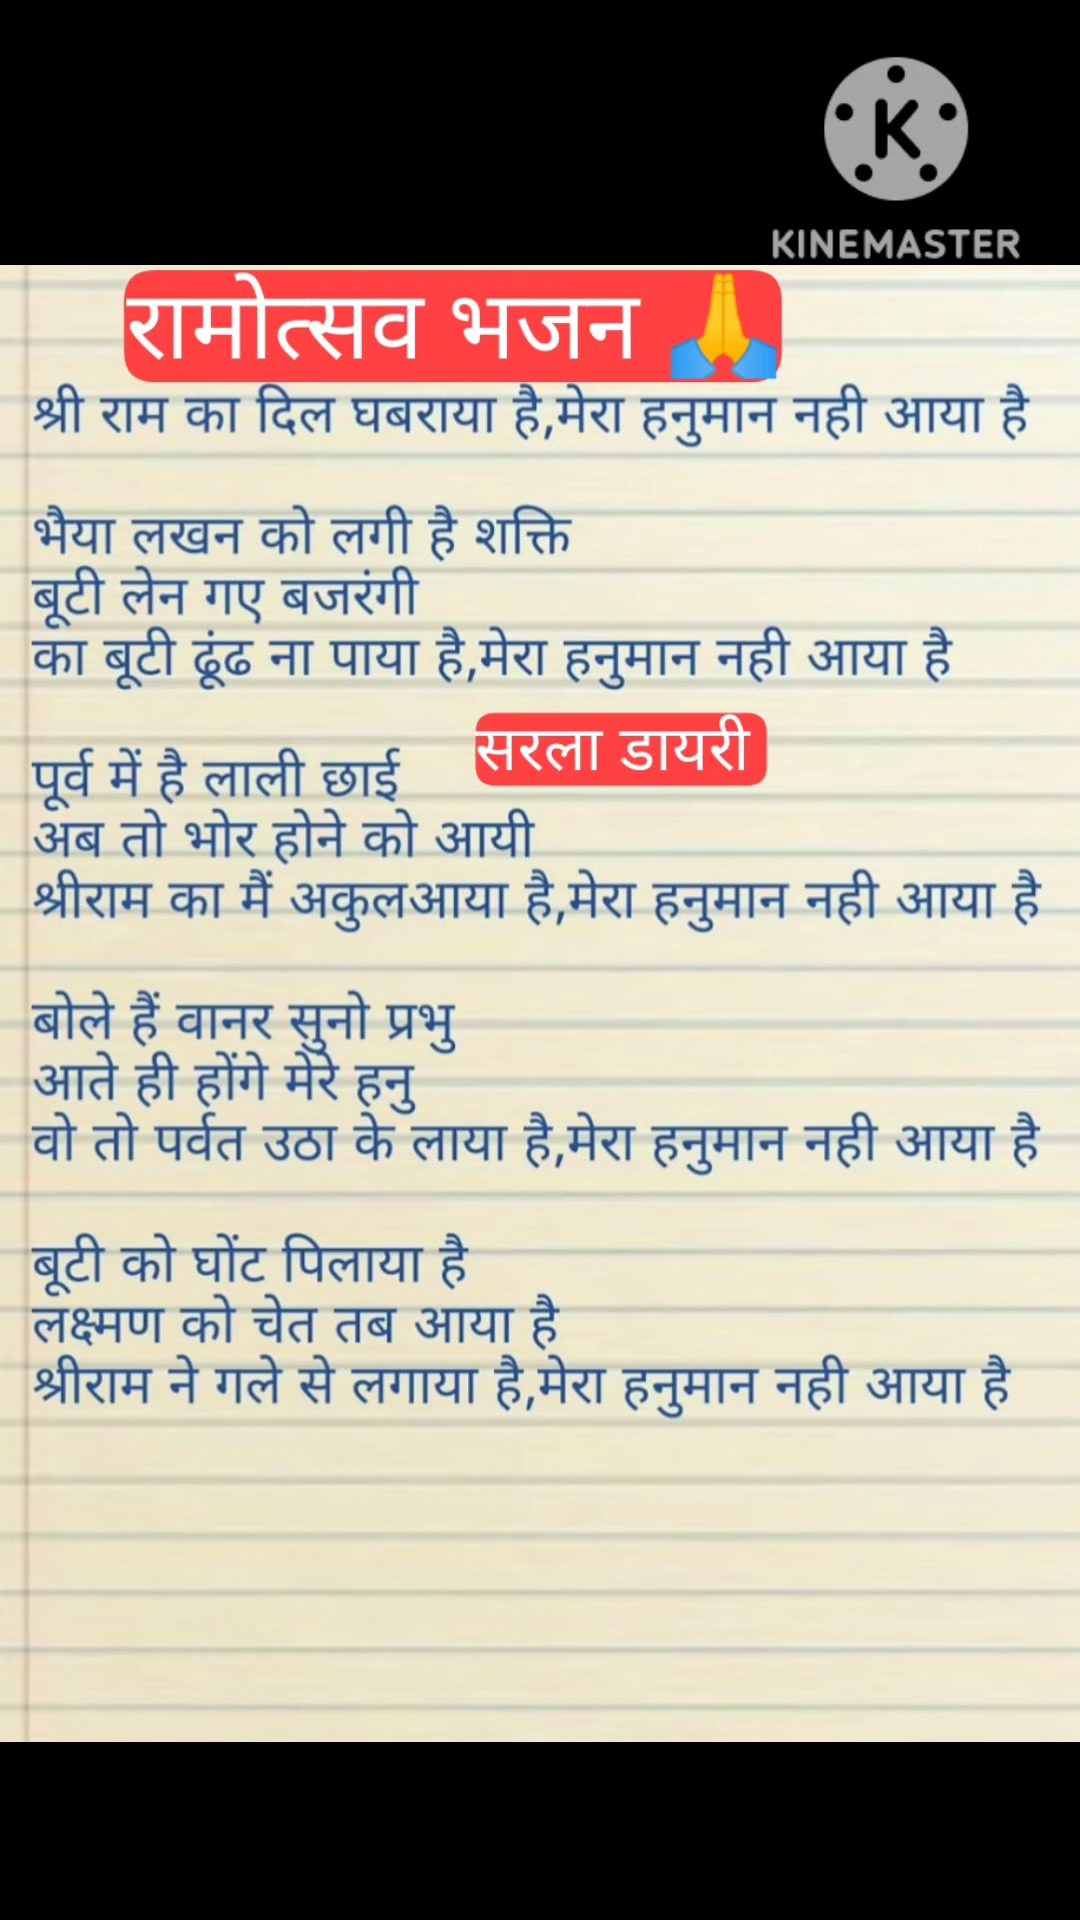 KINEMASTER
रामोत्सव भजन 🙏
श्री राम का दिल घबराया है,मेरा हनुमान नही आया है
भैया लखन को लगी है शक्ति
बूटी लेन गए बजरंगी
का बूटी ढूंढ ना पाया है,मेरा हनुमान नही आया है
सरला डायरी
पूर्व में है लाली छाई
अब तो भोर होने को आयी
श्रीराम का मैं अकुलआया है,मेरा हनुमान नही आया है
बोले हैं वानर सुनो प्रभु
आते ही होंगे मेरे हनु
वो तो पर्वत उठा के लाया है,मेरा हनुमान नही आया है
बूटी को घोंट पिलाया है
लक्ष्मण को चेत तब आया है
श्रीराम ने गले से लगाया है,मेरा हनुमान नही आया है